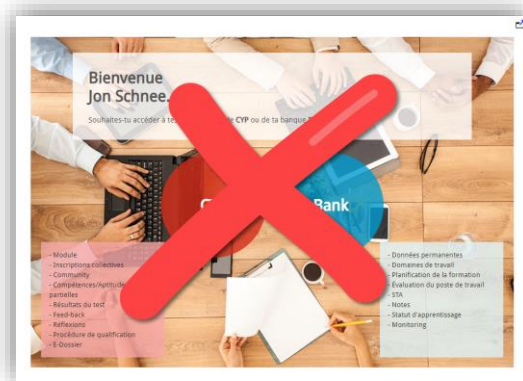 Bienvenue
Jon Schnee.
Souhaites-tu accéder à
de CYP ou de ta banque
Bank
- Module
- Inscriptions collectives
- Community
- Compétences/Aptitude
partielles
- Résultats du test
- Feed-back
- Réflexions
- Procédure de qualification
- E-Dossier
- Données permanentes
- Domaines de travail
- Planification de la formation
- Évaluation du poste de travail
- STA
- Notes
- Statut d'apprentissage
- Monitoring